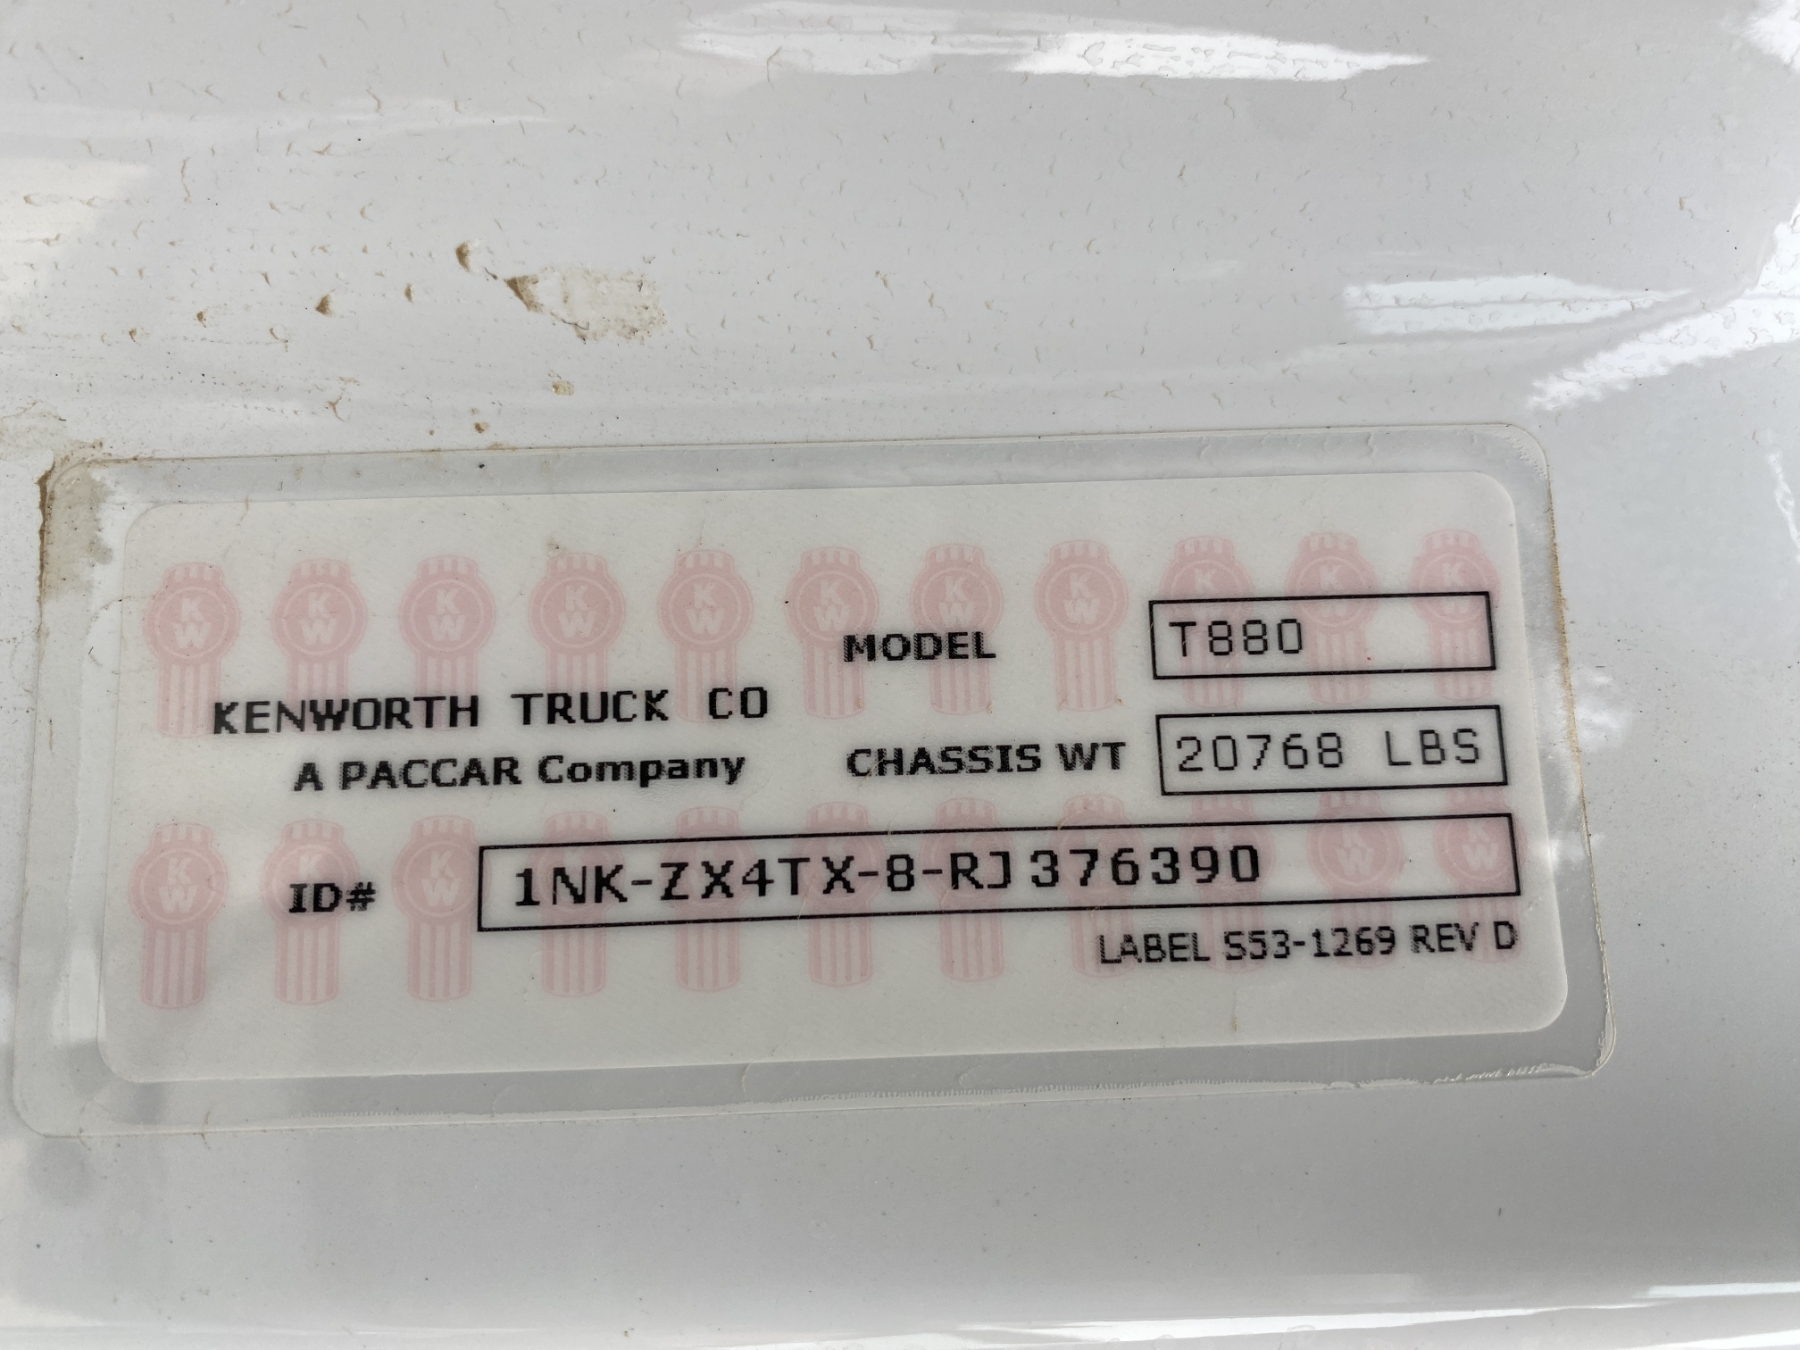 MODEL T880
KENWORTH TRUCK CO
A PACCAR Company
CHASSIS WT 20768 LBS
ID# 1NK-ZX4TX-8-RJ376390
LABEL S53-1269 REV D